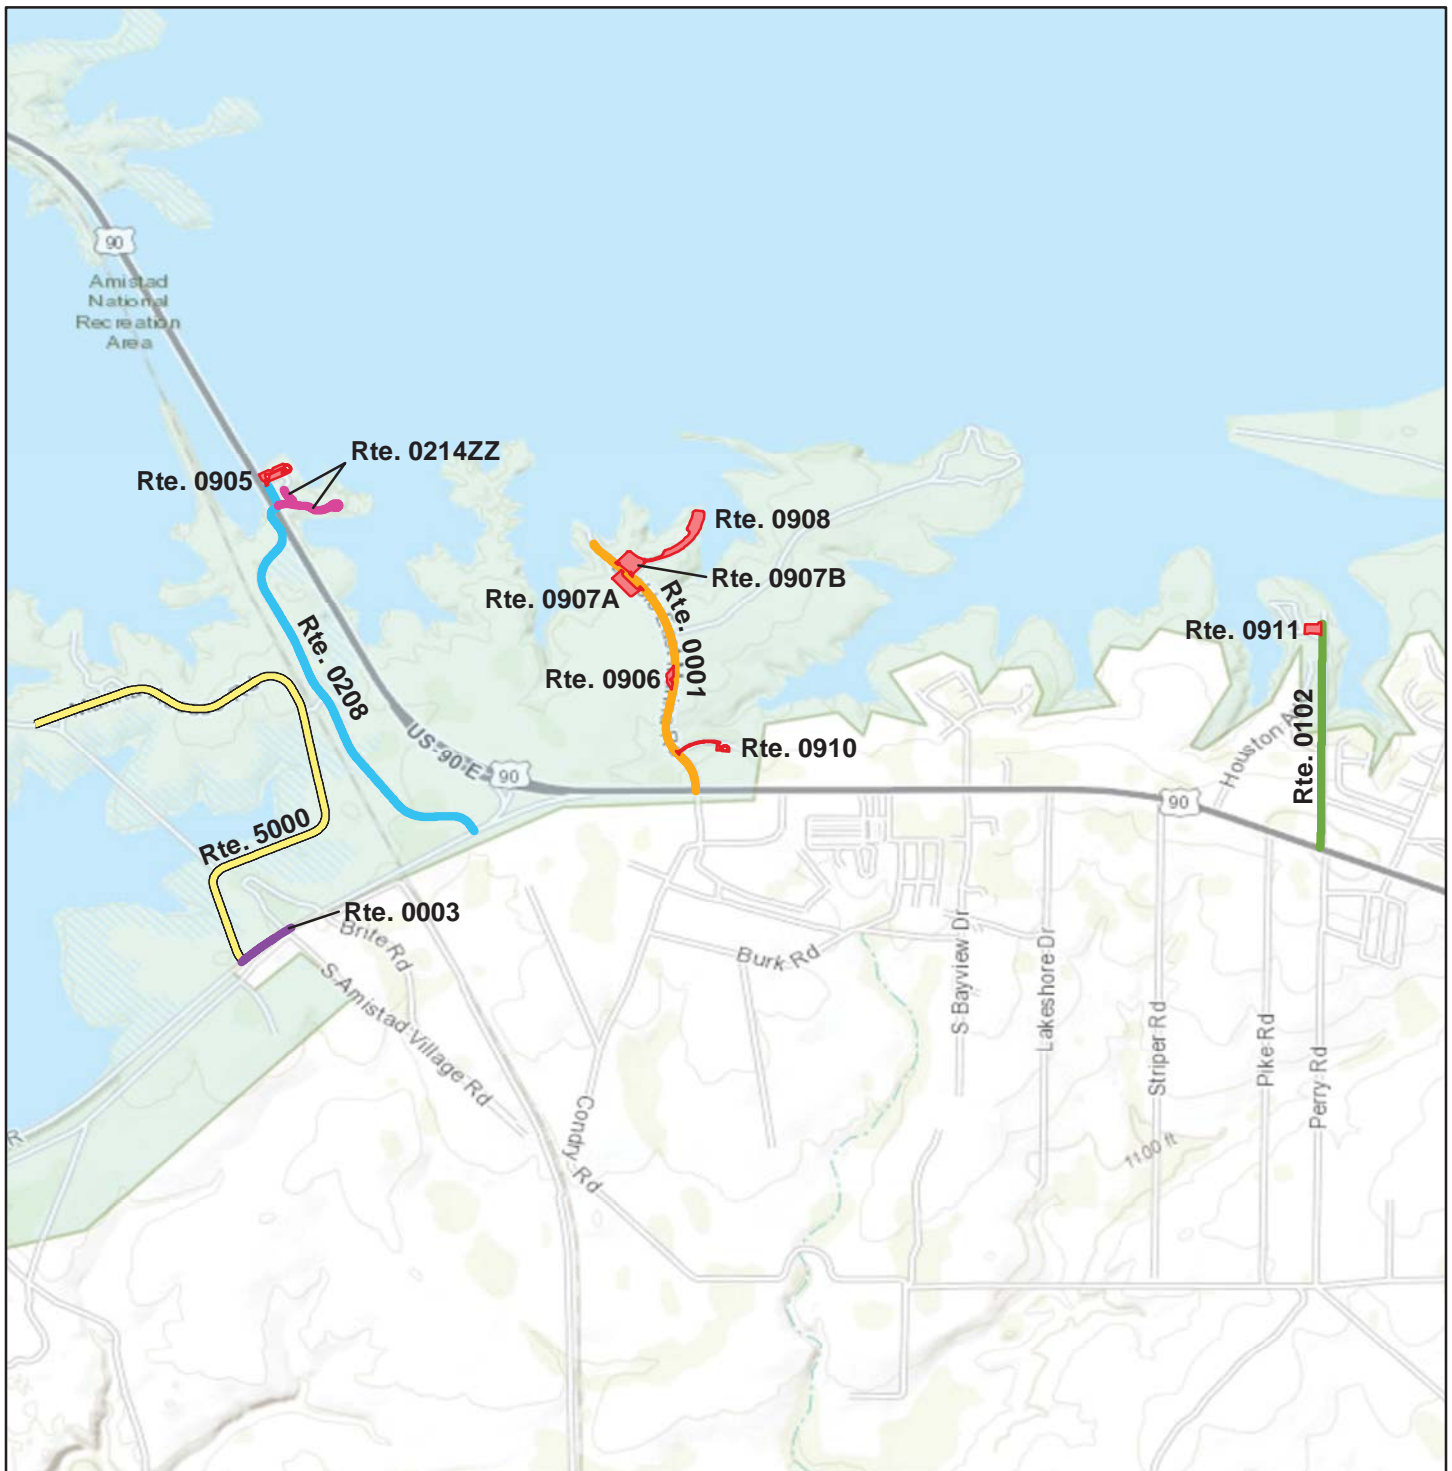 90
Amistad
National
Recreation
Area
Rte. 0214ZZ
Rte. 0905
Rte. 0908
Rte. 0907B
Rte. 0907A
Rte. 0001
Rte. 0208
Rte. 0906
Rte. 0911
Rte. 0910
Rte. 0102
US-90-E
90
90
Rte. 5000
Rte. 0003
Brite Rd
S Amistad Village Rd
Burk Rd
S Bayview Dr
Lakeshore Dr
Striper Rd
Pike Rd
Perry Rd
Condry Rd
1100 ft
R